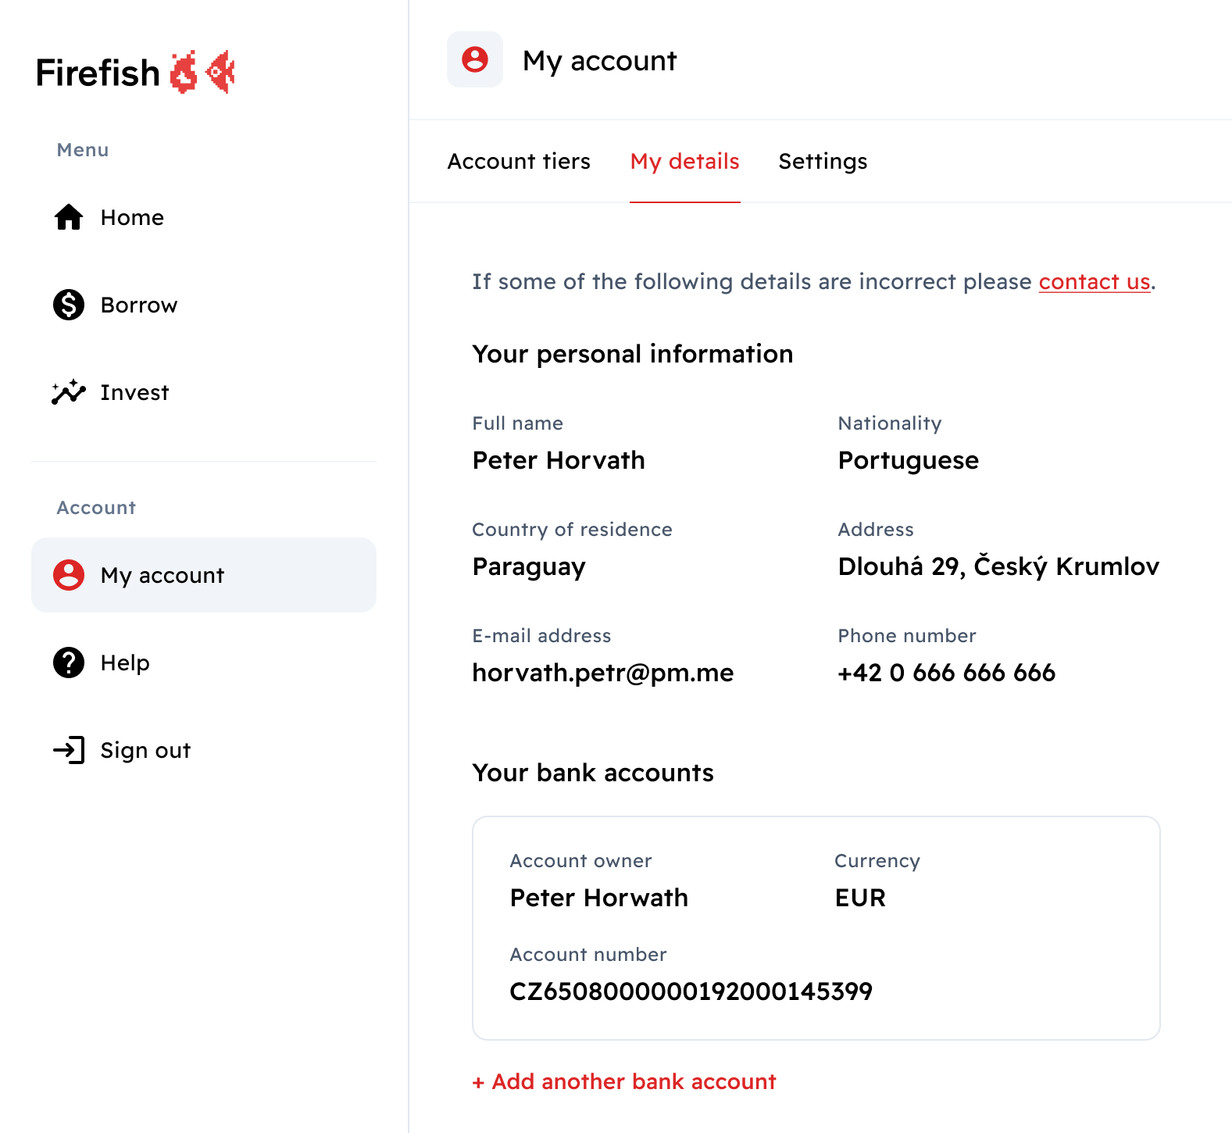 Firefish
Menu
Home
Borrow
Invest
Account
My account
Help
Sign out
My account
Account tiers My details Settings
If some of the following details are incorrect please contact us.
Your personal information
Full name Nationality
Peter Horvath Portuguese
Country of residence Address
Paraguay Dlouhá 29, Český Krumlov
E-mail address Phone number
horvath.petr@pm.me +42 0 666 666 666
Your bank accounts
Account owner Currency
Peter Horwath EUR
Account number
CZ6508000000192000145399
+ Add another bank account